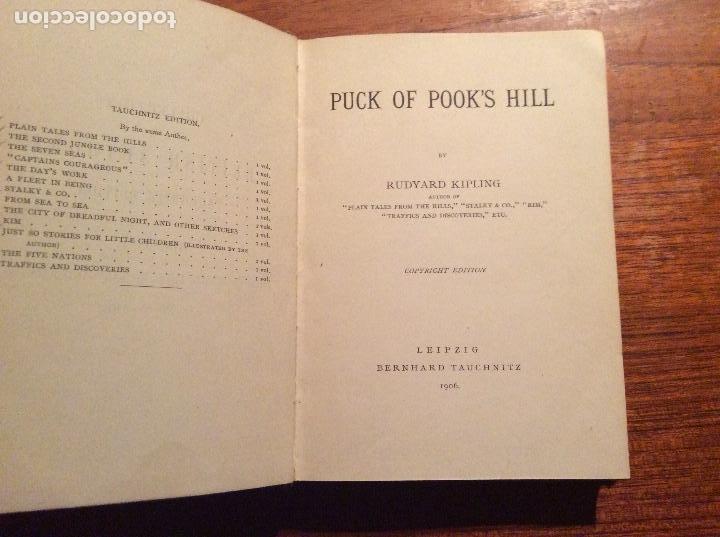 todocoleccion
TAUCHNITZ EDITION.
By the same Author,
PLAIN TALES FROM THE HILLS . . . . . . . 1 vol.
THE SECOND JUNGLE BOOK . . . . . . . 1 vol.
THE SEVEN SEAS . . . . . . . 1 vol.
"CAPTAINS COURAGEOUS" . . . . . . . 1 vol.
THE DAY'S WORK . . . . . . . 1 vol.
A FLEET IN BEING . . . . . . . 1 vol.
STALKY & CO. . . . . . . . 1 vol.
FROM SEA TO SEA . . . . . . .
THE CITY OF DREADFUL NIGHT, AND OTHER SKETCHES
KIM . . . . . . . 1 vol.
JUST SO STORIES FOR LITTLE CHILDREN (ILLUSTRATED BY THE
AUTHOR) . . . . . . . 1 vol.
THE FIVE NATIONS . . . . . . . 1 vol.
TRAFFICS AND DISCOVERIES . . . . . . . 1 vol.
PUCK OF POOK'S HILL
BY
RUDYARD KIPLING
AUTHOR OF
"PLAIN TALES FROM THE HILLS," "STALKY & CO.," "KIM,"
"TRAFFICS AND DISCOVERIES," ETC.
COPYRIGHT EDITION
LEIPZIG
BERNHARD TAUCHNITZ
1906.